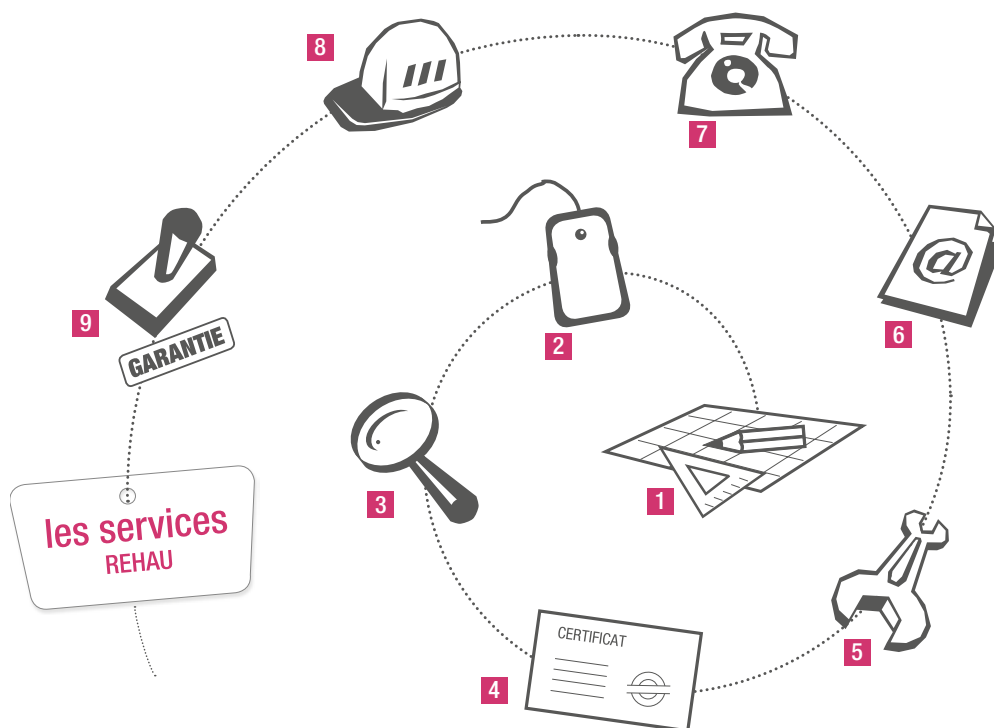 8
7
9
GARANTIE
2
6
3
1
les services
REHAU
CERTIFICAT
5
4
@